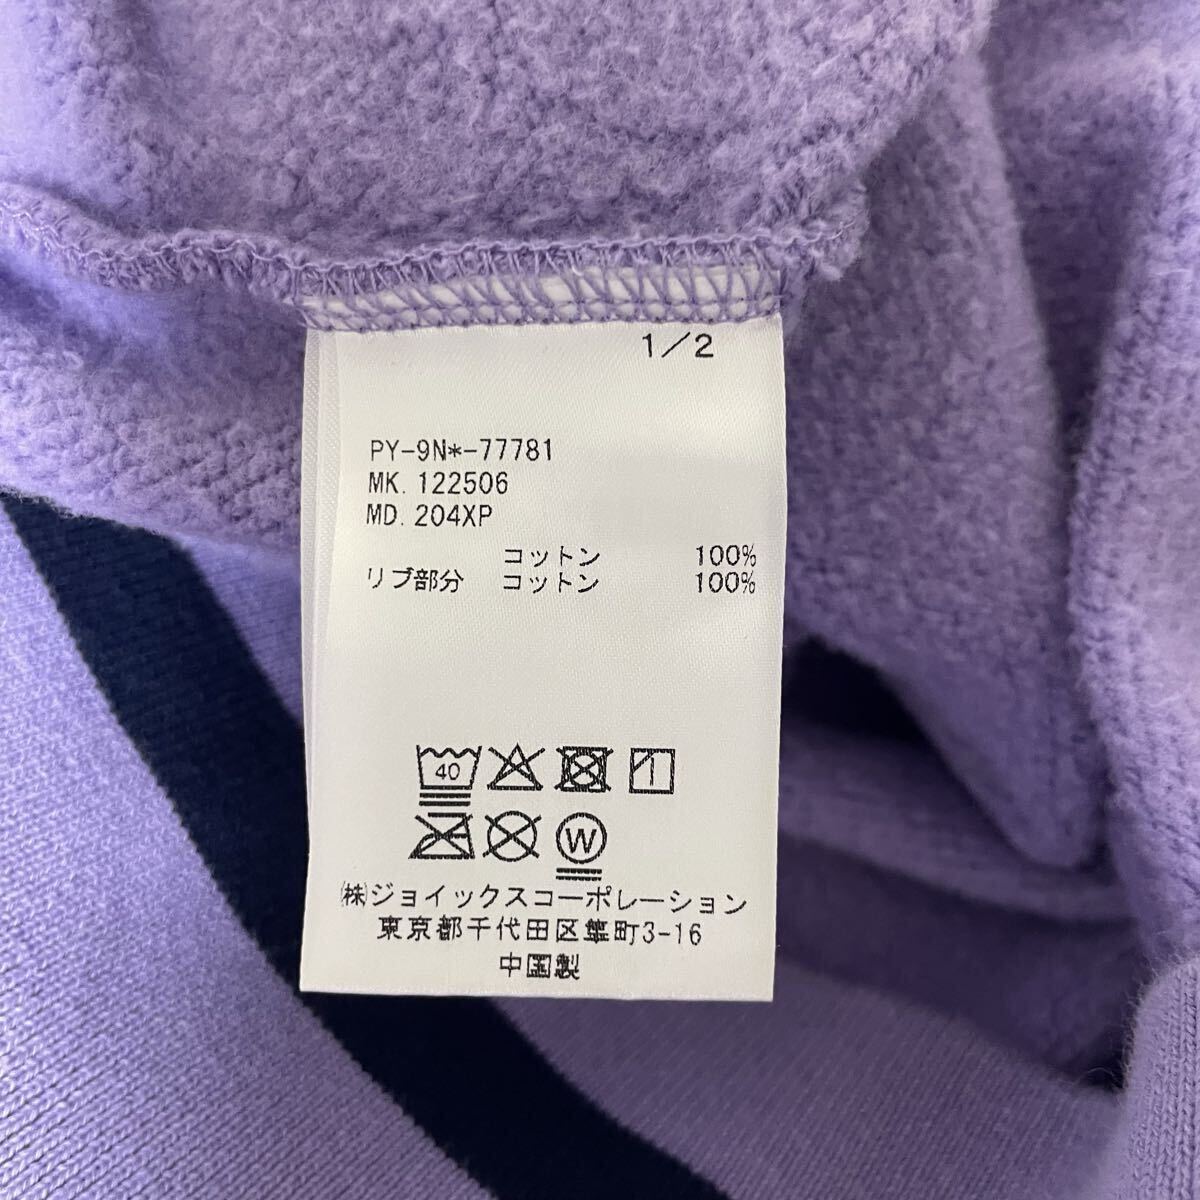 1/2
PY-9N*-77781
MK. 122506
MD. 204XP
コットン 100%
リブ部分 コットン 100%
40
W
㈱ジョイックスコーポレーション
東京都千代田区隼町3-16
中国製